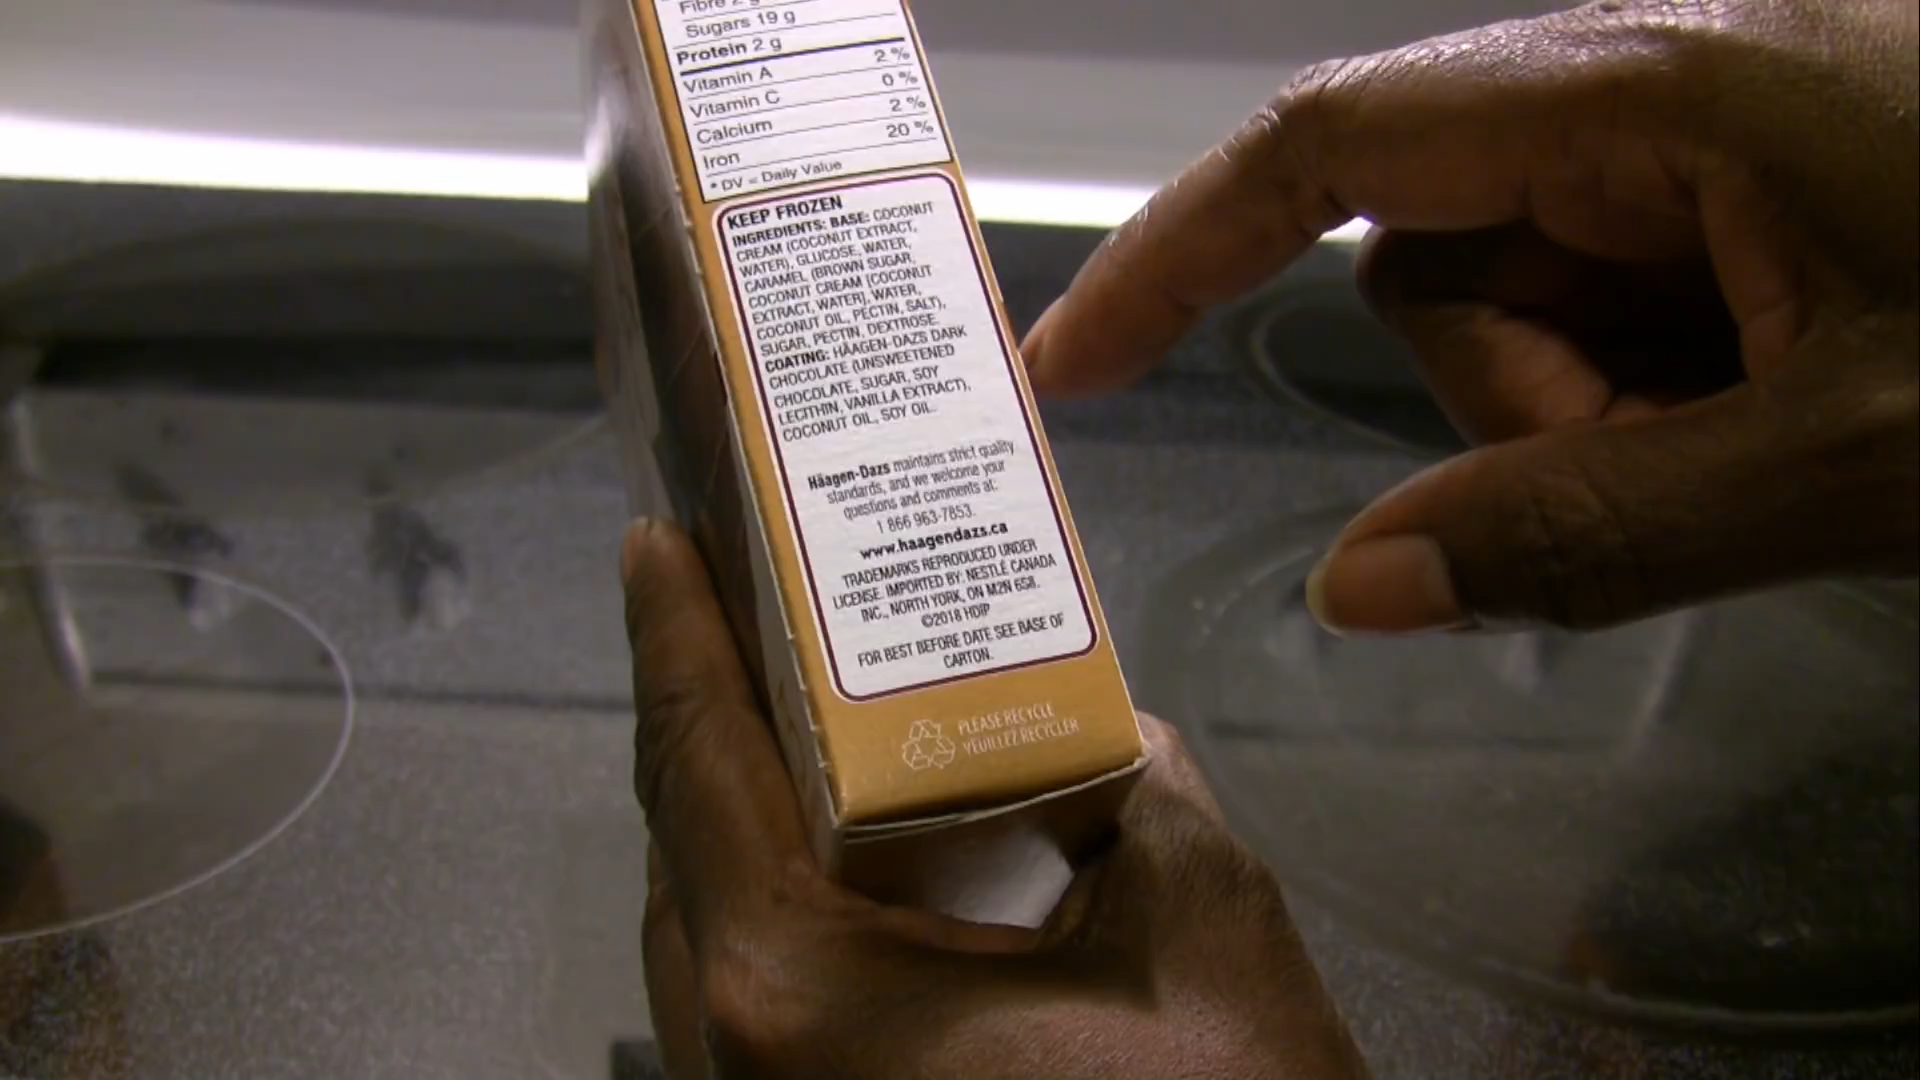 Fibre 2 g
Sugars 19 g
Protein 2 g
Vitamin A 2 %
Vitamin C 0 %
Calcium 2 %
Iron 20 %
* DV = Daily Value
KEEP FROZEN
INGREDIENTS: BASE: COCONUT
CREAM (COCONUT EXTRACT,
WATER), GLUCOSE, WATER,
CARAMEL (BROWN SUGAR,
COCONUT CREAM [COCONUT
EXTRACT, WATER], WATER,
COCONUT OIL, PECTIN, SALT),
SUGAR, PECTIN, DEXTROSE.
COATING: HÄAGEN-DAZS DARK
CHOCOLATE (UNSWEETENED
CHOCOLATE, SUGAR, SOY
LECITHIN, VANILLA EXTRACT),
COCONUT OIL, SOY OIL.
Häagen-Dazs maintains strict quality
standards, and we welcome your
questions and comments at:
1 866 963-7853.
www.haagendazs.ca
TRADEMARKS REPRODUCED UNDER
LICENSE. IMPORTED BY: NESTLÉ CANADA
INC., NORTH YORK, ON M2N 6S8.
©2018 HDIP
FOR BEST BEFORE DATE SEE BASE OF
CARTON.
PLEASE RECYCLE
VEUILLEZ RECYCLER